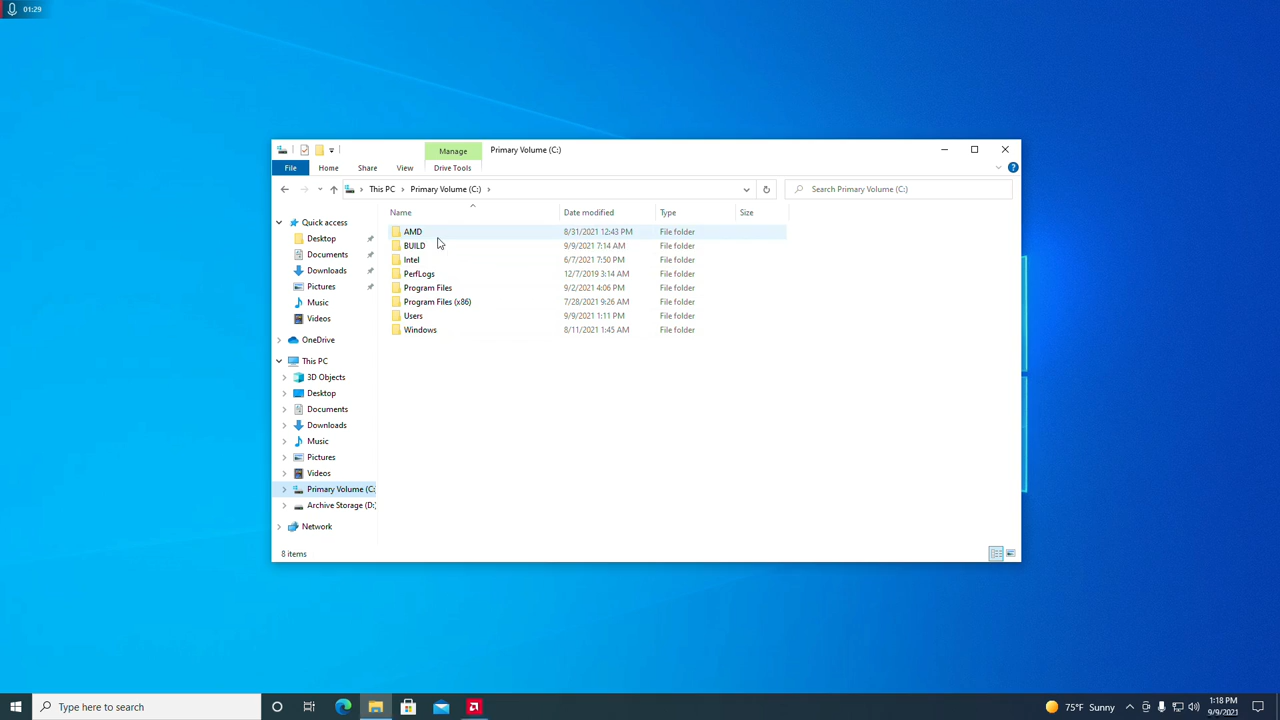 01:29
Manage
Primary Volume (C:)
File
Home
Share
View
Drive Tools
This PC
Primary Volume (C:)
Search Primary Volume (C:)
Name
Date modified
Type
Size
Quick access
Desktop
Documents
Downloads
Pictures
Music
Videos
OneDrive
This PC
3D Objects
Desktop
Documents
Downloads
Music
Pictures
Videos
Primary Volume (C:
Archive Storage (D:
Network
AMD 8/31/2021 12:43 PM File folder
BUILD 9/9/2021 7:14 AM File folder
Intel 6/7/2021 7:50 PM File folder
PerfLogs 12/7/2019 3:14 AM File folder
Program Files 9/2/2021 4:06 PM File folder
Program Files (x86) 7/28/2021 9:26 AM File folder
Users 9/9/2021 1:11 PM File folder
Windows 8/11/2021 1:45 AM File folder
8 items
Type here to search
75°F Sunny
1:18 PM
9/9/2021